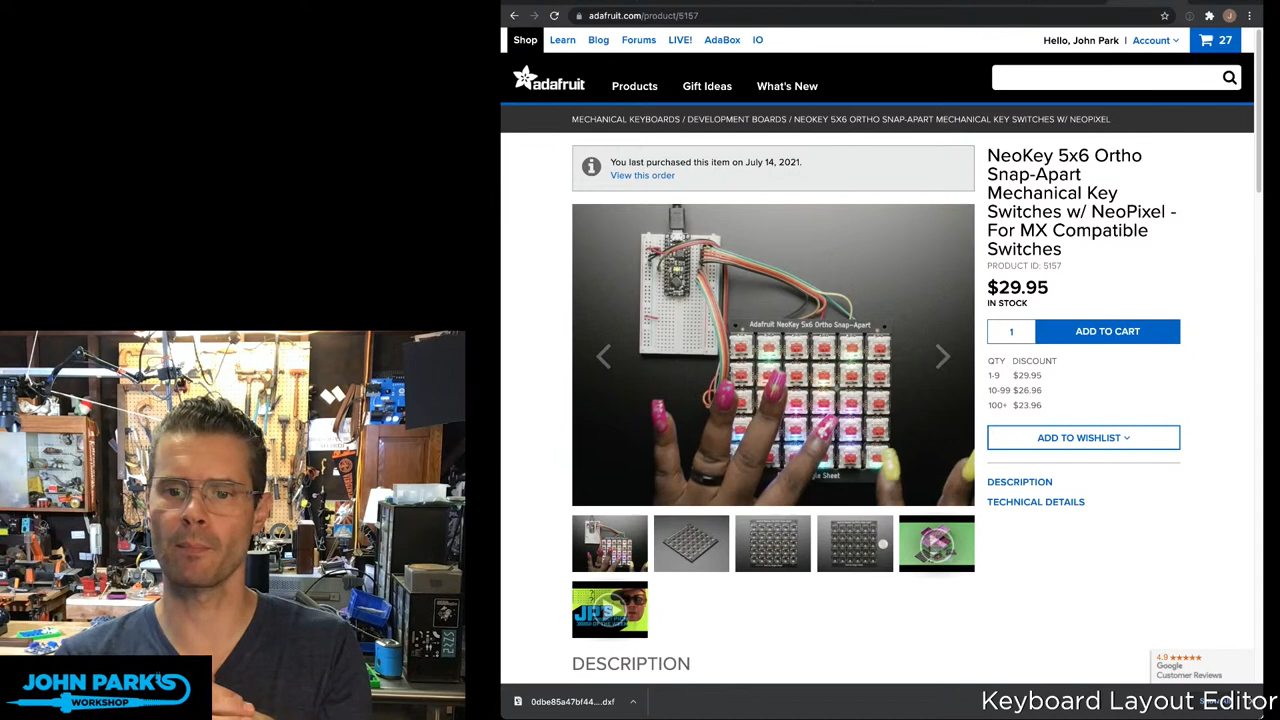 adafruit.com/product/5157
J
Shop Learn Blog Forums LIVE! AdaBox IO
Hello, John Park | Account 27
adafruit Products Gift Ideas What's New
MECHANICAL KEYBOARDS / DEVELOPMENT BOARDS / NEOKEY 5X6 ORTHO SNAP-APART MECHANICAL KEY SWITCHES W/ NEOPIXEL
You last purchased this item on July 14, 2021.
View this order
Adafruit NeoKey 5x6 Ortho Snap-Apart
Sheet
NeoKey 5x6 Ortho
Snap-Apart
Mechanical Key
Switches w/ NeoPixel -
For MX Compatible
Switches
PRODUCT ID: 5157
$29.95
IN STOCK
1 ADD TO CART
QTY DISCOUNT
1-9 $29.95
10-99 $26.96
100+ $23.96
ADD TO WISHLIST
DESCRIPTION
TECHNICAL DETAILS
JP'S
DESCRIPTION
4.9
Google
Customer Reviews
0dbe85a47bf44....dxf
Keyboard Layout Editor
JOHN PARK'S
WORKSHOP